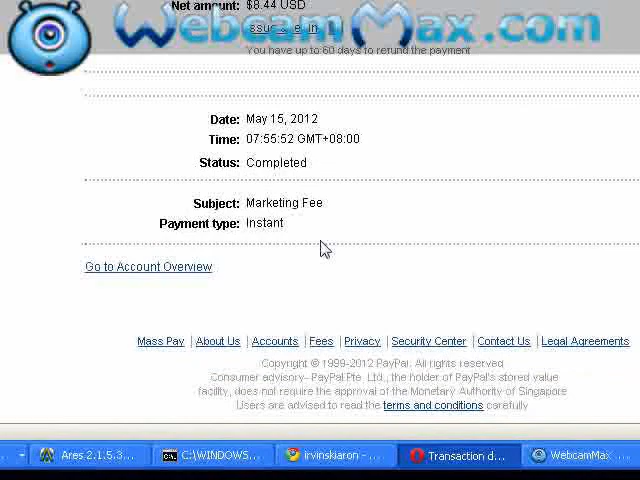 WebcamMax.com
Net amount: $8.44 USD
You have up to 60 days to refund the payment
Date: May 15, 2012
Time: 07:55:52 GMT+08:00
Status: Completed
Subject: Marketing Fee
Payment type: Instant
Go to Account Overview
Mass Pay | About Us | Accounts | Fees | Privacy | Security Center | Contact Us | Legal Agreements
Copyright © 1999-2012 PayPal. All rights reserved.
Consumer advisory- PayPal Pte. Ltd., the holder of PayPal's stored value
facility, does not require the approval of the Monetary Authority of Singapore
Users are advised to read the terms and conditions carefully
Ares 2.1.5.3... C:\WINDOWS... irvinskiaron - ... Transaction d... WebcamMax